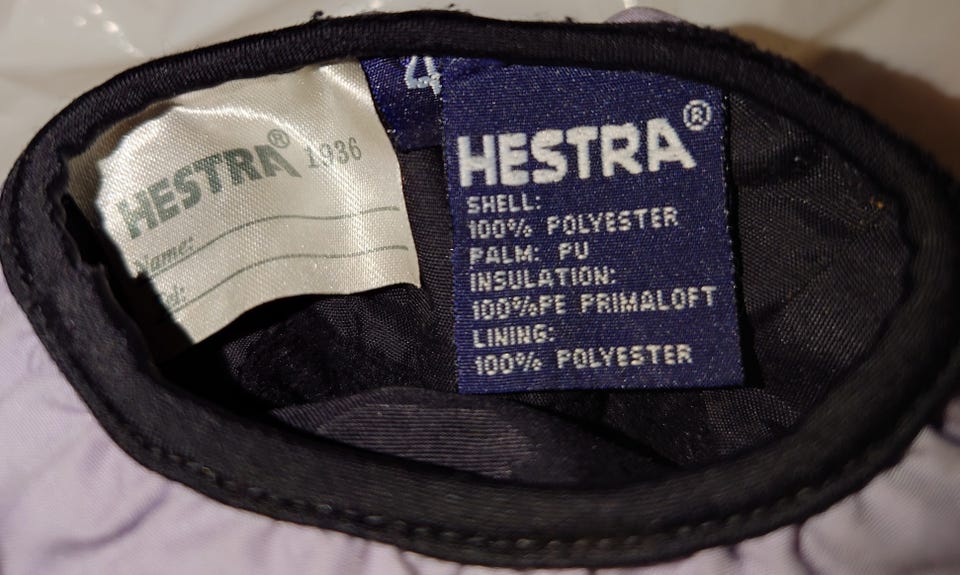 HESTRA® 1936
Name:
4
HESTRA®
SHELL:
100% POLYESTER
PALM: PU
INSULATION:
100%PE PRIMALOFT
LINING:
100% POLYESTER